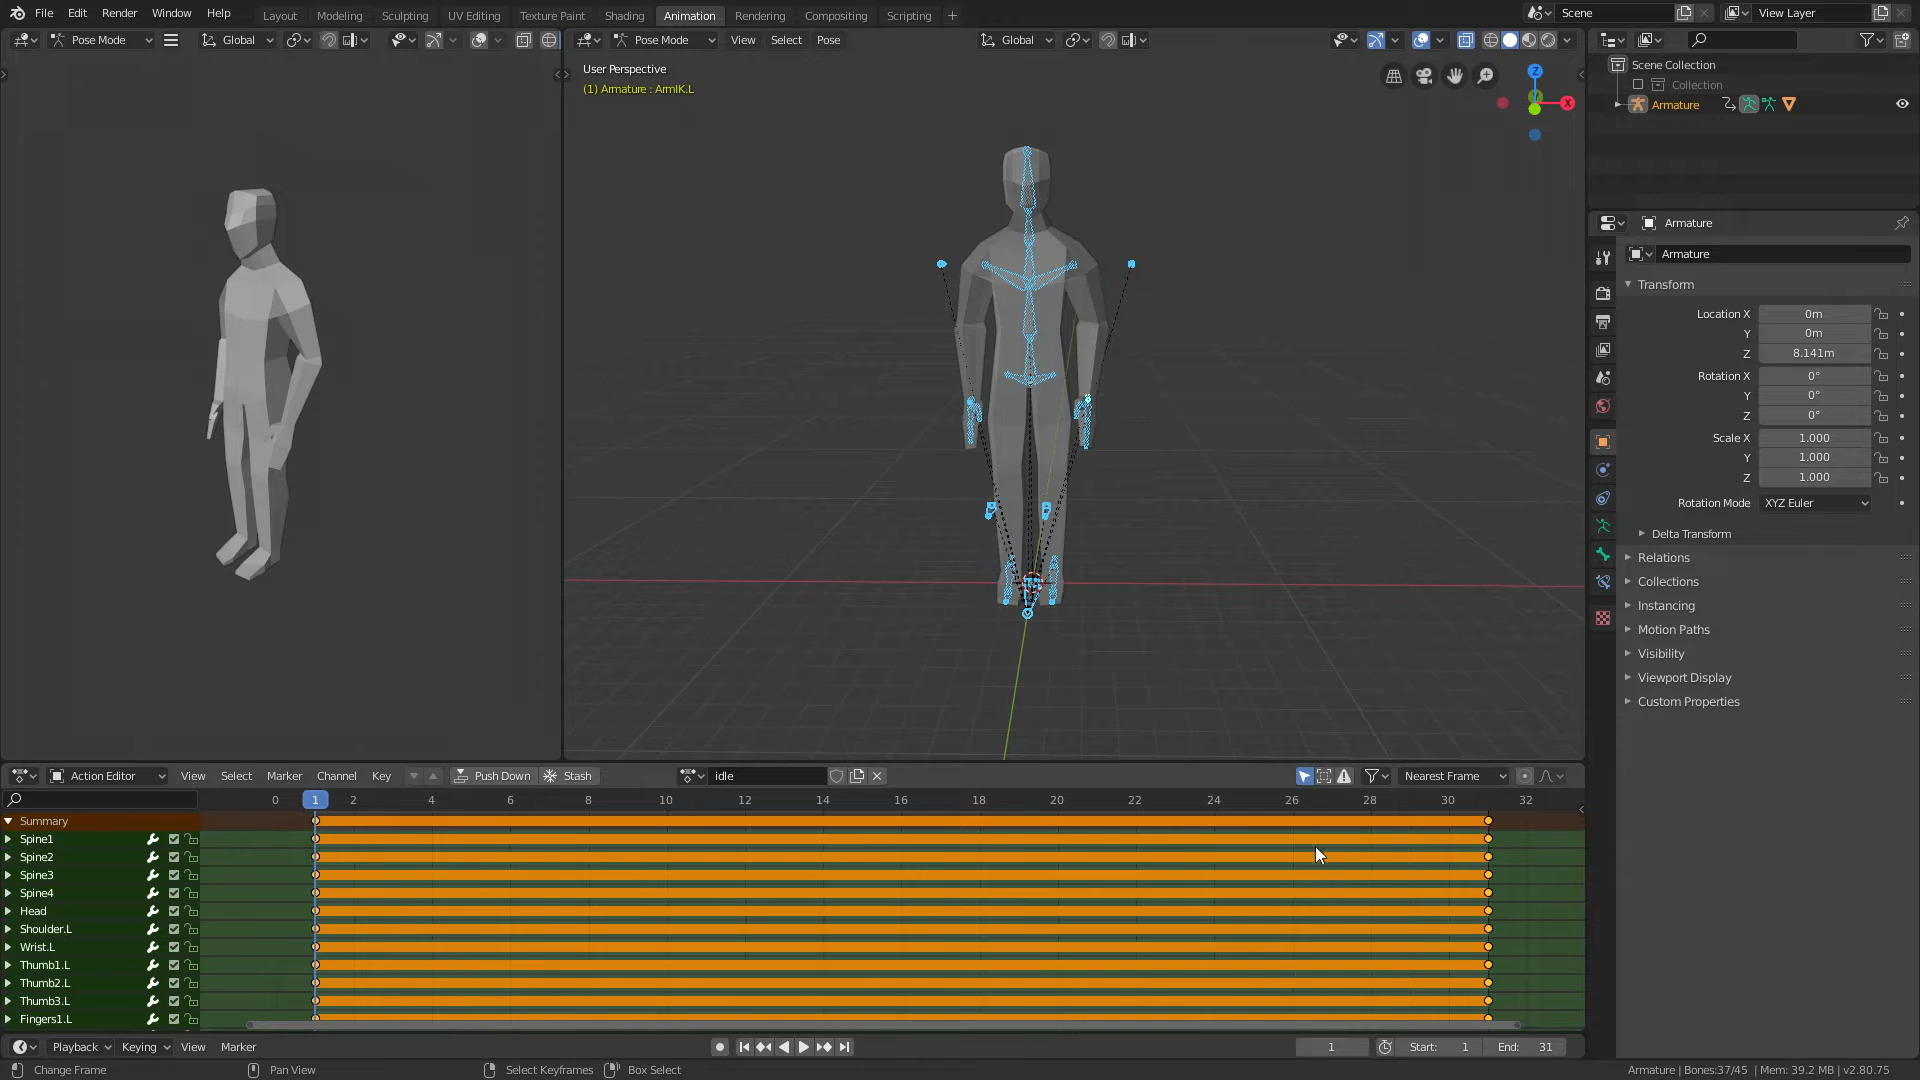 File Edit Render Window Help
Layout Modeling Sculpting UV Editing Texture Paint Shading Animation Rendering Compositing Scripting
Scene
View Layer
Pose Mode
Global
Pose Mode
View Select Pose
Global
User Perspective
(1) Armature : ArmIK.L
Z
X
Scene Collection
Collection
Armature
Armature
Armature
Transform
Location X 0m
Y 0m
Z 8.141m
Rotation X 0°
Y 0°
Z 0°
Scale X 1.000
Y 1.000
Z 1.000
Rotation Mode XYZ Euler
Delta Transform
Relations
Collections
Instancing
Motion Paths
Visibility
Viewport Display
Custom Properties
Action Editor View Select Marker Channel Key Push Down Stash idle Nearest Frame
0 1 2 4 6 8 10 12 14 16 18 20 22 24 26 28 30 32
Summary
Spine1
Spine2
Spine3
Spine4
Head
Shoulder.L
Wrist.L
Thumb1.L
Thumb2.L
Thumb3.L
Fingers1.L
Playback Keying View Marker
1 Start: 1 End: 31
Change Frame Pan View Select Keyframes Box Select
Armature | Bones:37/45 | Mem: 39.2 MB | v2.80.75